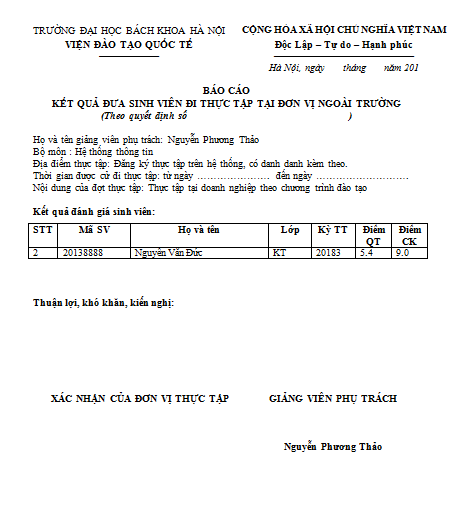 TRƯỜNG ĐẠI HỌC BÁCH KHOA HÀ NỘI
VIỆN ĐÀO TẠO QUỐC TẾ
CỘNG HÒA XÃ HỘI CHỦ NGHĨA VIỆT NAM
Độc Lập – Tự do – Hạnh phúc
Hà Nội, ngày tháng năm 201
BÁO CÁO
KẾT QUẢ ĐƯA SINH VIÊN ĐI THỰC TẬP TẠI ĐƠN VỊ NGOÀI TRƯỜNG
(Theo quyết định số )
Họ và tên giảng viên phụ trách: Nguyễn Phương Thảo
Bộ môn : Hệ thống thông tin
Địa điểm thực tập: Đăng ký thực tập trên hệ thống, có danh danh kèm theo.
Thời gian được cử đi thực tập: từ ngày ………………… đến ngày ………………………
Nội dung của đợt thực tập: Thực tập tại doanh nghiệp theo chương trình đào tạo
Kết quả đánh giá sinh viên:
STT Mã SV Họ và tên Lớp Kỳ TT Điểm QT Điểm CK
2 20138888 Nguyễn Văn Đức KT 20183 5.4 9.0
Thuận lợi, khó khăn, kiến nghị:
XÁC NHẬN CỦA ĐƠN VỊ THỰC TẬP GIẢNG VIÊN PHỤ TRÁCH
Nguyễn Phương Thảo